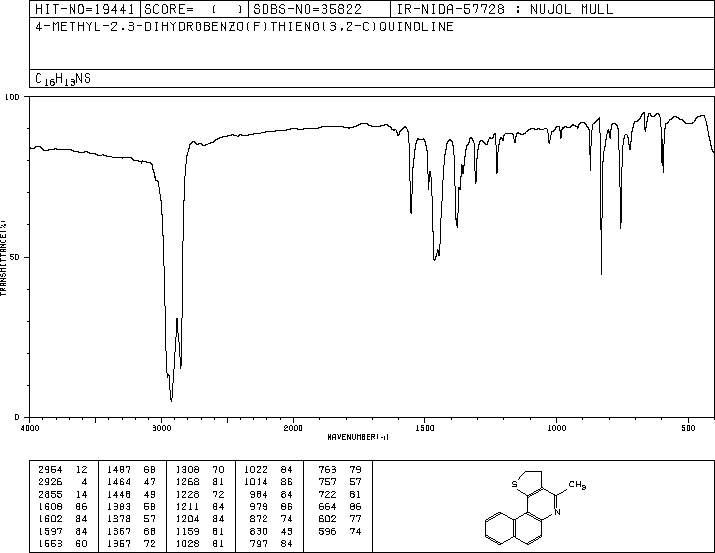 HIT-NO=19441 SCORE= ( ) SDBS-NO=35822 IR-NIDA-57728 : NUJOL MULL
4-METHYL-2,3-DIHYDROBENZO(F)THIENO(3,2-C)QUINOLINE
C16H13NS
100
TRANSMITTANCE(%)
50
0
4000 3000 2000 1500 1000 500
WAVENUMBER(-1)
2954 12 1487 68 1308 70 1022 84 763 79
2926 4 1464 47 1268 81 1014 86 757 57
2855 14 1448 49 1228 72 984 84 722 81
1608 86 1383 58 1211 84 979 86 664 86
1602 84 1378 57 1204 84 872 74 602 77
1597 84 1367 68 1159 81 830 43 596 74
1553 60 1357 72 1028 81 797 84
S
CH3
N